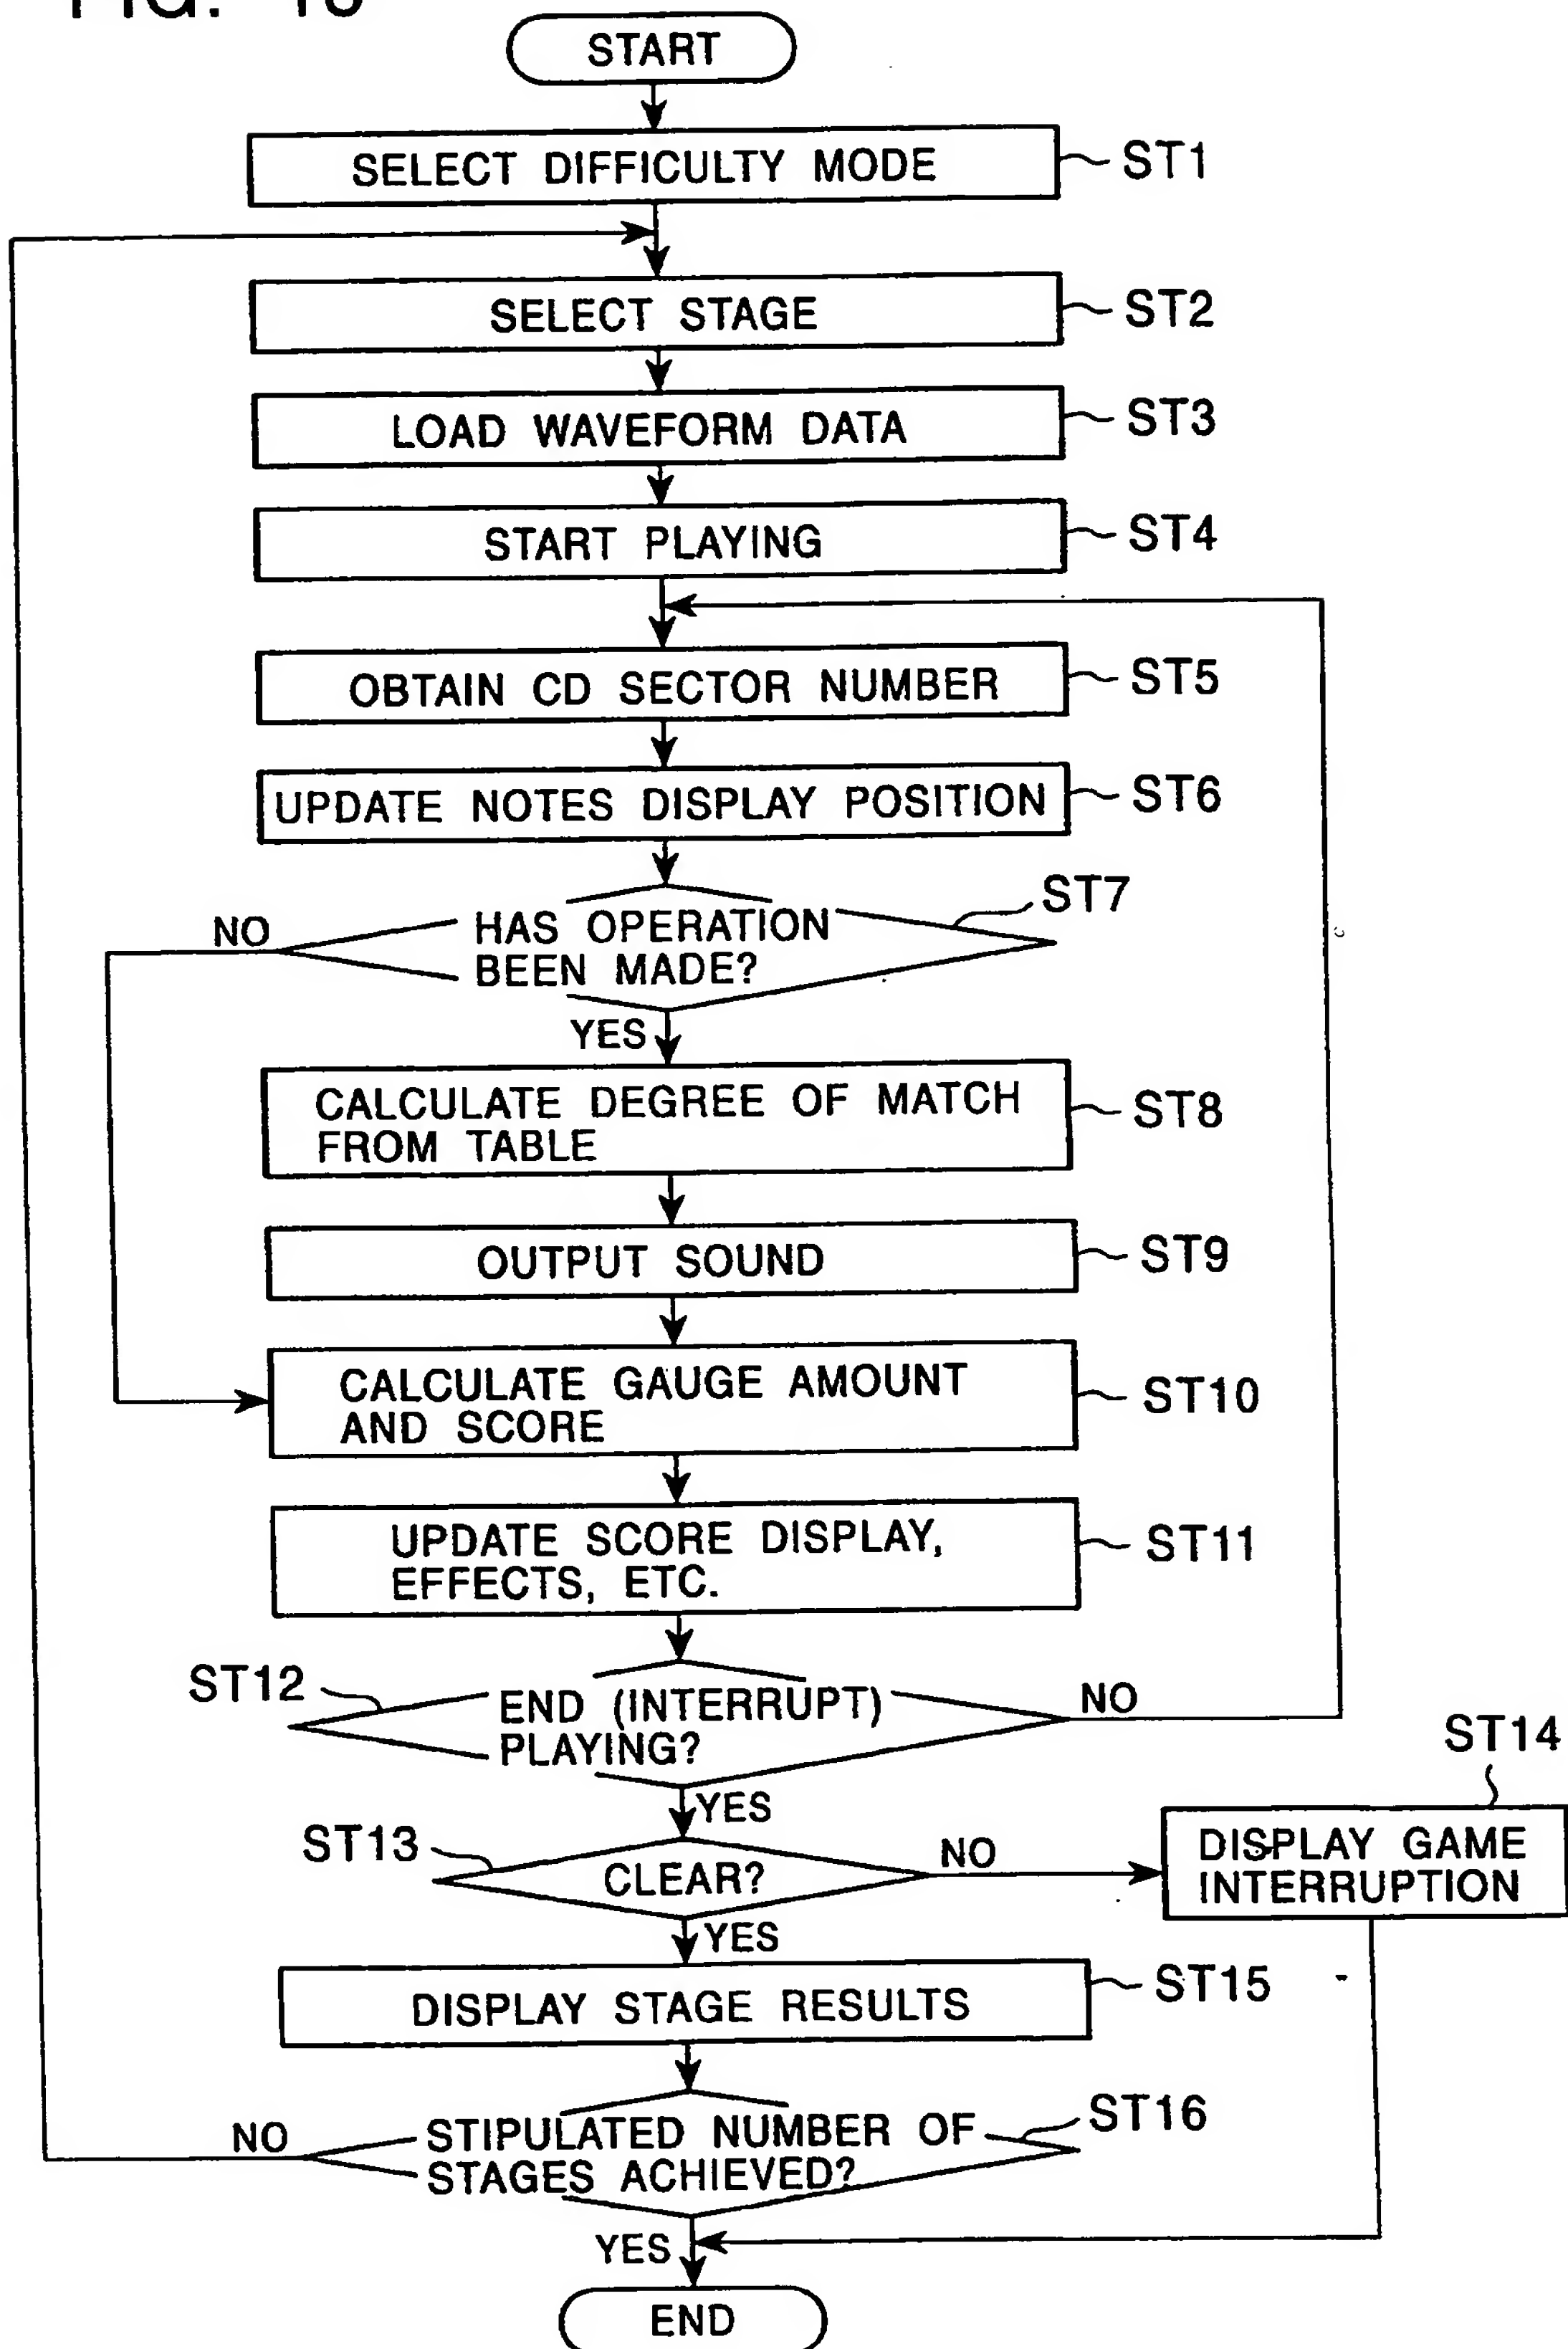 START
SELECT DIFFICULTY MODE
ST1
SELECT STAGE
ST2
LOAD WAVEFORM DATA
ST3
START PLAYING
ST4
OBTAIN CD SECTOR NUMBER
ST5
UPDATE NOTES DISPLAY POSITION
ST6
HAS OPERATION
BEEN MADE?
ST7
NO
YES
CALCULATE DEGREE OF MATCH
FROM TABLE
ST8
OUTPUT SOUND
ST9
CALCULATE GAUGE AMOUNT
AND SCORE
ST10
UPDATE SCORE DISPLAY,
EFFECTS, ETC.
ST11
ST12
END (INTERRUPT)
PLAYING?
NO
YES
ST13
CLEAR?
NO
ST14
DISPLAY GAME
INTERRUPTION
YES
DISPLAY STAGE RESULTS
ST15
STIPULATED NUMBER OF
STAGES ACHIEVED?
ST16
NO
YES
END